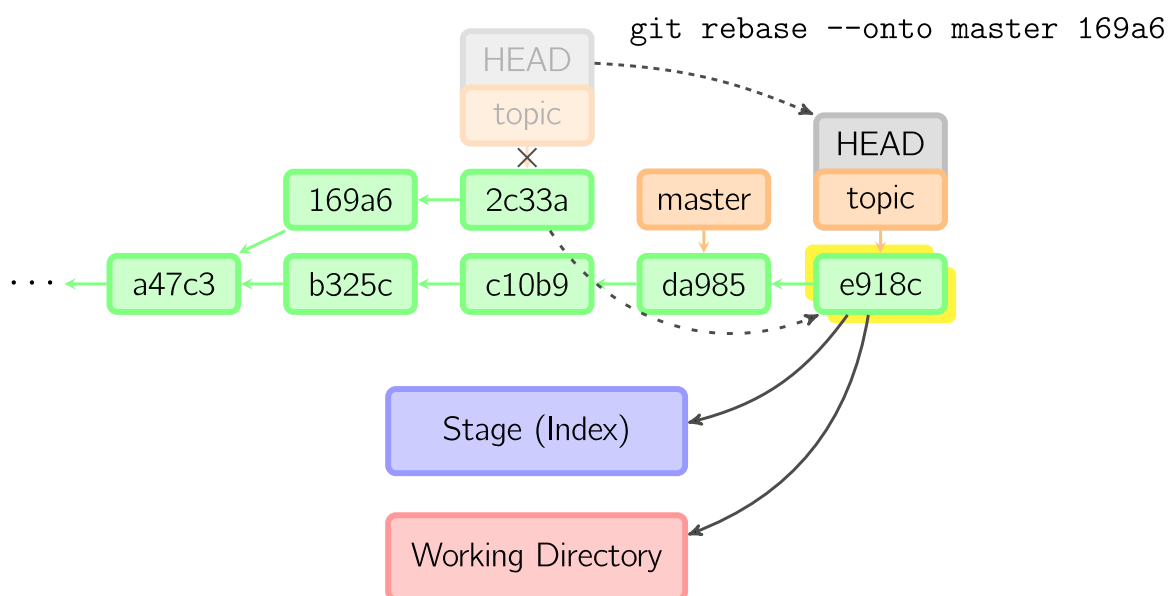 git rebase --onto master 169a6
HEAD
topic
HEAD
topic
169a6
2c33a
master
... a47c3
b325c
c10b9
da985
e918c
Stage (Index)
Working Directory